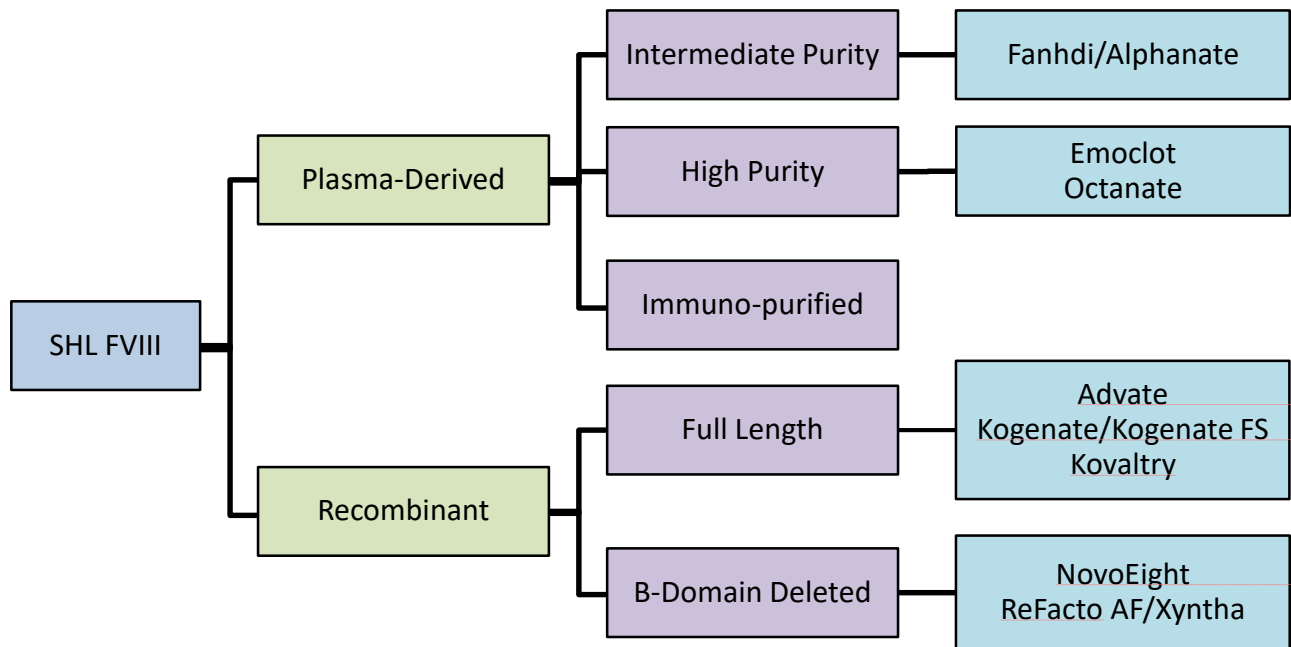 SHL FVIII
Plasma-Derived
Intermediate Purity
Fanhdi/Alphanate
High Purity
Emoclot
Octanate
Immuno-purified
Recombinant
Full Length
Advate
Kogenate/Kogenate FS
Kovaltry
B-Domain Deleted
NovoEight
ReFacto AF/Xyntha